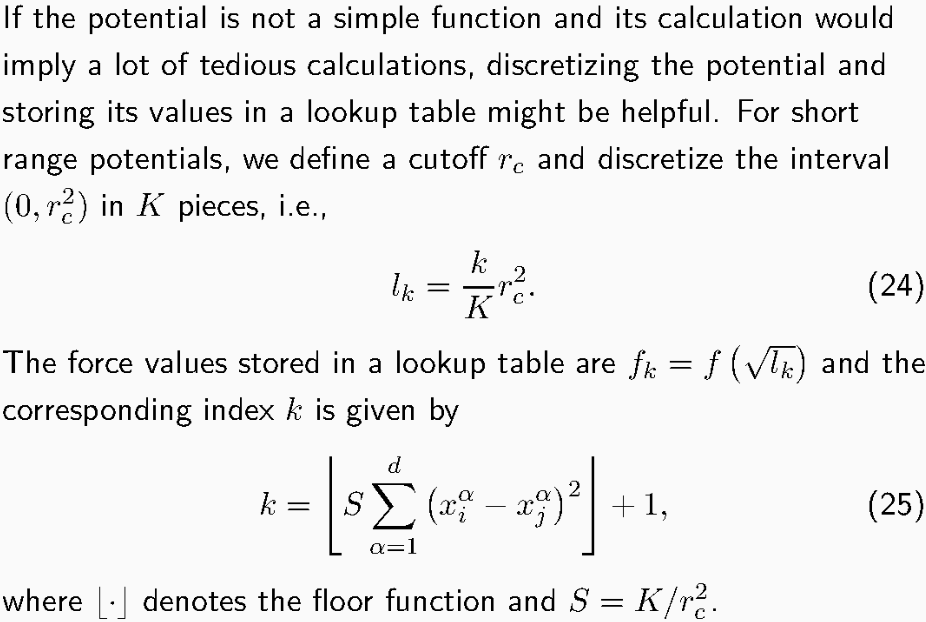 If the potential is not a simple function and its calculation would
imply a lot of tedious calculations, discretizing the potential and
storing its values in a lookup table might be helpful. For short
range potentials, we define a cutoff $r_c$ and discretize the interval
$(0, r_c^2)$ in $K$ pieces, i.e.,
$l_k = \frac{k}{K} r_c^2.$ (24)
The force values stored in a lookup table are $f_k = f\left(\sqrt{l_k}\right)$ and the
corresponding index $k$ is given by
$k = \left\lfloor S \sum_{\alpha=1}^{d} \left(x_i^\alpha - x_j^\alpha\right)^2 \right\rfloor + 1,$ (25)
where $\lfloor \cdot \rfloor$ denotes the floor function and $S = K/r_c^2.$